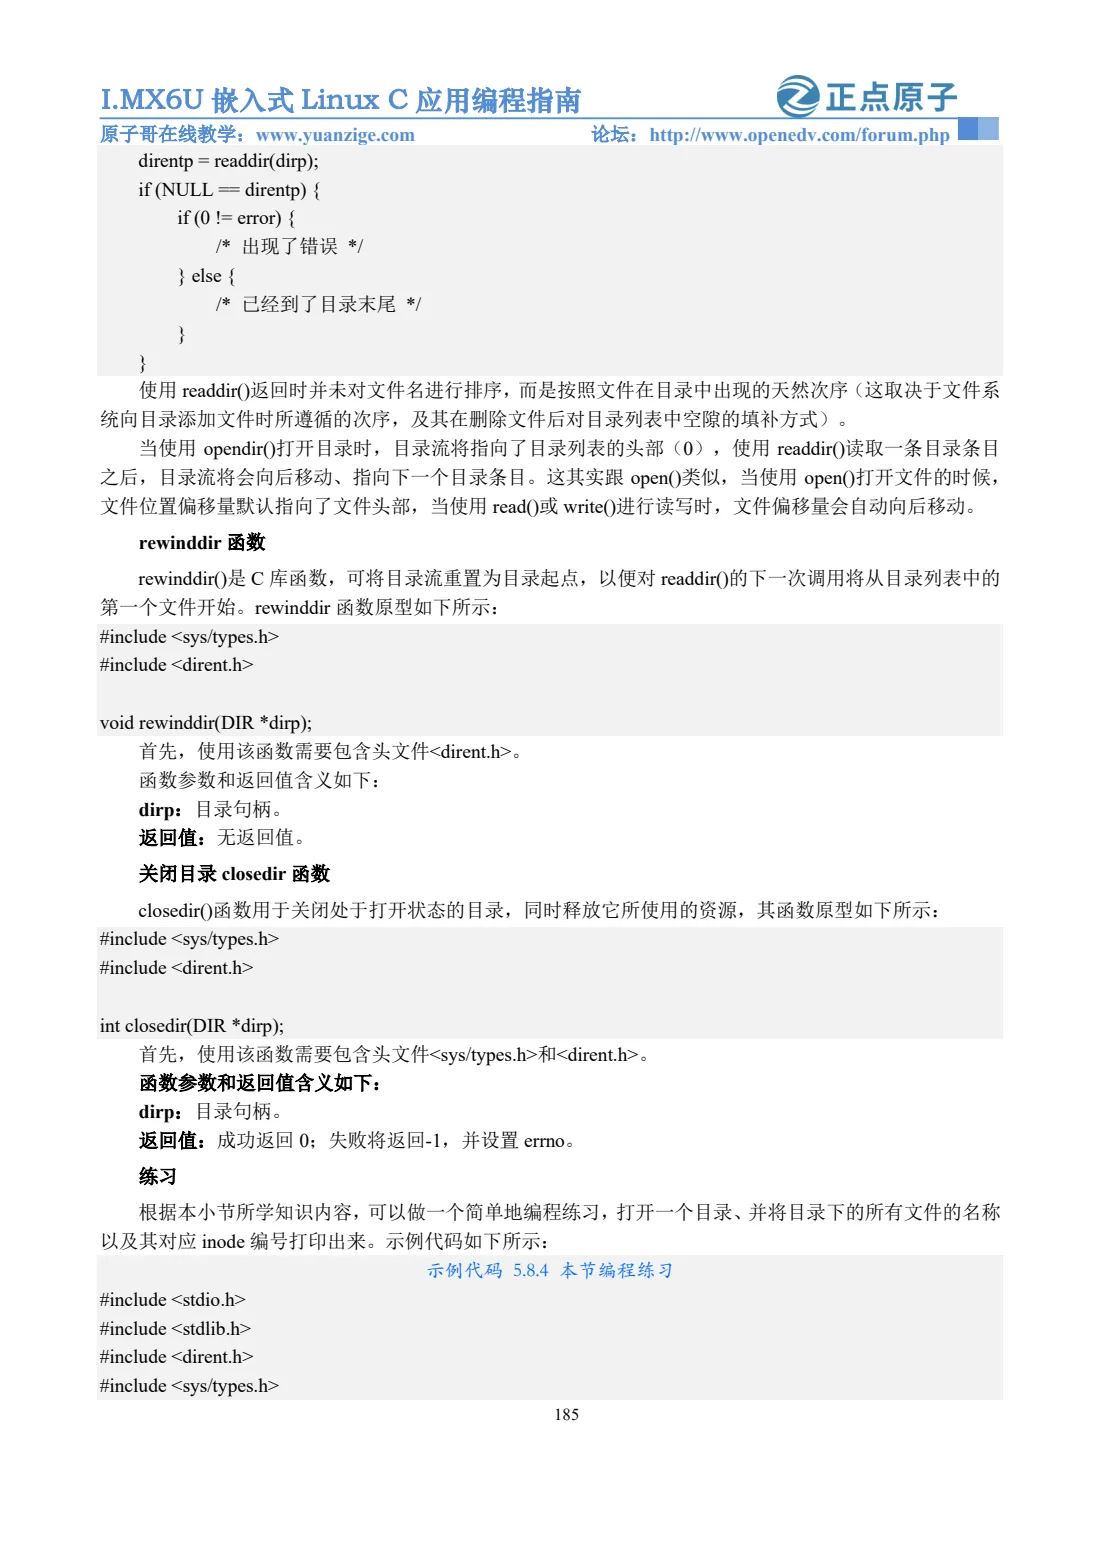 I.MX6U 嵌入式 Linux C 应用编程指南
正点原子
原子哥在线教学：www.yuanzige.com 论坛：http://www.openedv.com/forum.php
direntp = readdir(dirp);
if (NULL == direntp) {
if (0 != error) {
/* 出现了错误 */
} else {
/* 已经到了目录末尾 */
}
}
使用 readdir()返回时并未对文件名进行排序，而是按照文件在目录中出现的天然次序（这取决于文件系
统向目录添加文件时所遵循的次序，及其在删除文件后对目录列表中空隙的填补方式）。
当使用 opendir()打开目录时，目录流将指向了目录列表的头部（0），使用 readdir()读取一条目录条目
之后，目录流将会向后移动、指向下一个目录条目。这其实跟 open()类似，当使用 open()打开文件的时候，
文件位置偏移量默认指向了文件头部，当使用 read()或 write()进行读写时，文件偏移量会自动向后移动。
rewinddir 函数
rewinddir()是 C 库函数，可将目录流重置为目录起点，以便对 readdir()的下一次调用将从目录列表中的
第一个文件开始。rewinddir 函数原型如下所示：
#include <sys/types.h>
#include <dirent.h>
void rewinddir(DIR *dirp);
首先，使用该函数需要包含头文件<dirent.h>。
函数参数和返回值含义如下：
dirp：目录句柄。
返回值：无返回值。
关闭目录 closedir 函数
closedir()函数用于关闭处于打开状态的目录，同时释放它所使用的资源，其函数原型如下所示：
#include <sys/types.h>
#include <dirent.h>
int closedir(DIR *dirp);
首先，使用该函数需要包含头文件<sys/types.h>和<dirent.h>。
函数参数和返回值含义如下：
dirp：目录句柄。
返回值：成功返回 0；失败将返回-1，并设置 errno。
练习
根据本小节所学知识内容，可以做一个简单地编程练习，打开一个目录、并将目录下的所有文件的名称
以及其对应 inode 编号打印出来。示例代码如下所示：
示例代码 5.8.4 本节编程练习
#include <stdio.h>
#include <stdlib.h>
#include <dirent.h>
#include <sys/types.h>
185